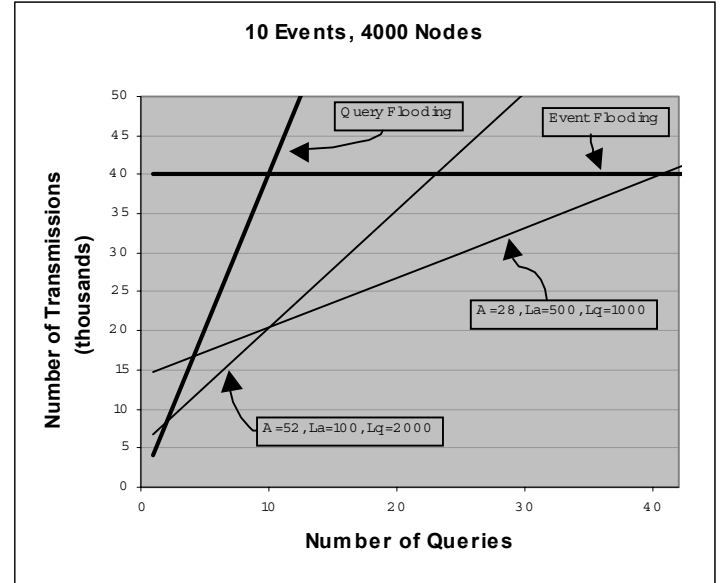 10 Events, 4000 Nodes
Number of Transmissions
(thousands)
50
45
40
35
30
25
20
15
10
5
0
Query Flooding
Event Flooding
A=28, La=500, Lq=1000
A=52, La=100, Lq=2000
0
10
20
30
40
Number of Queries